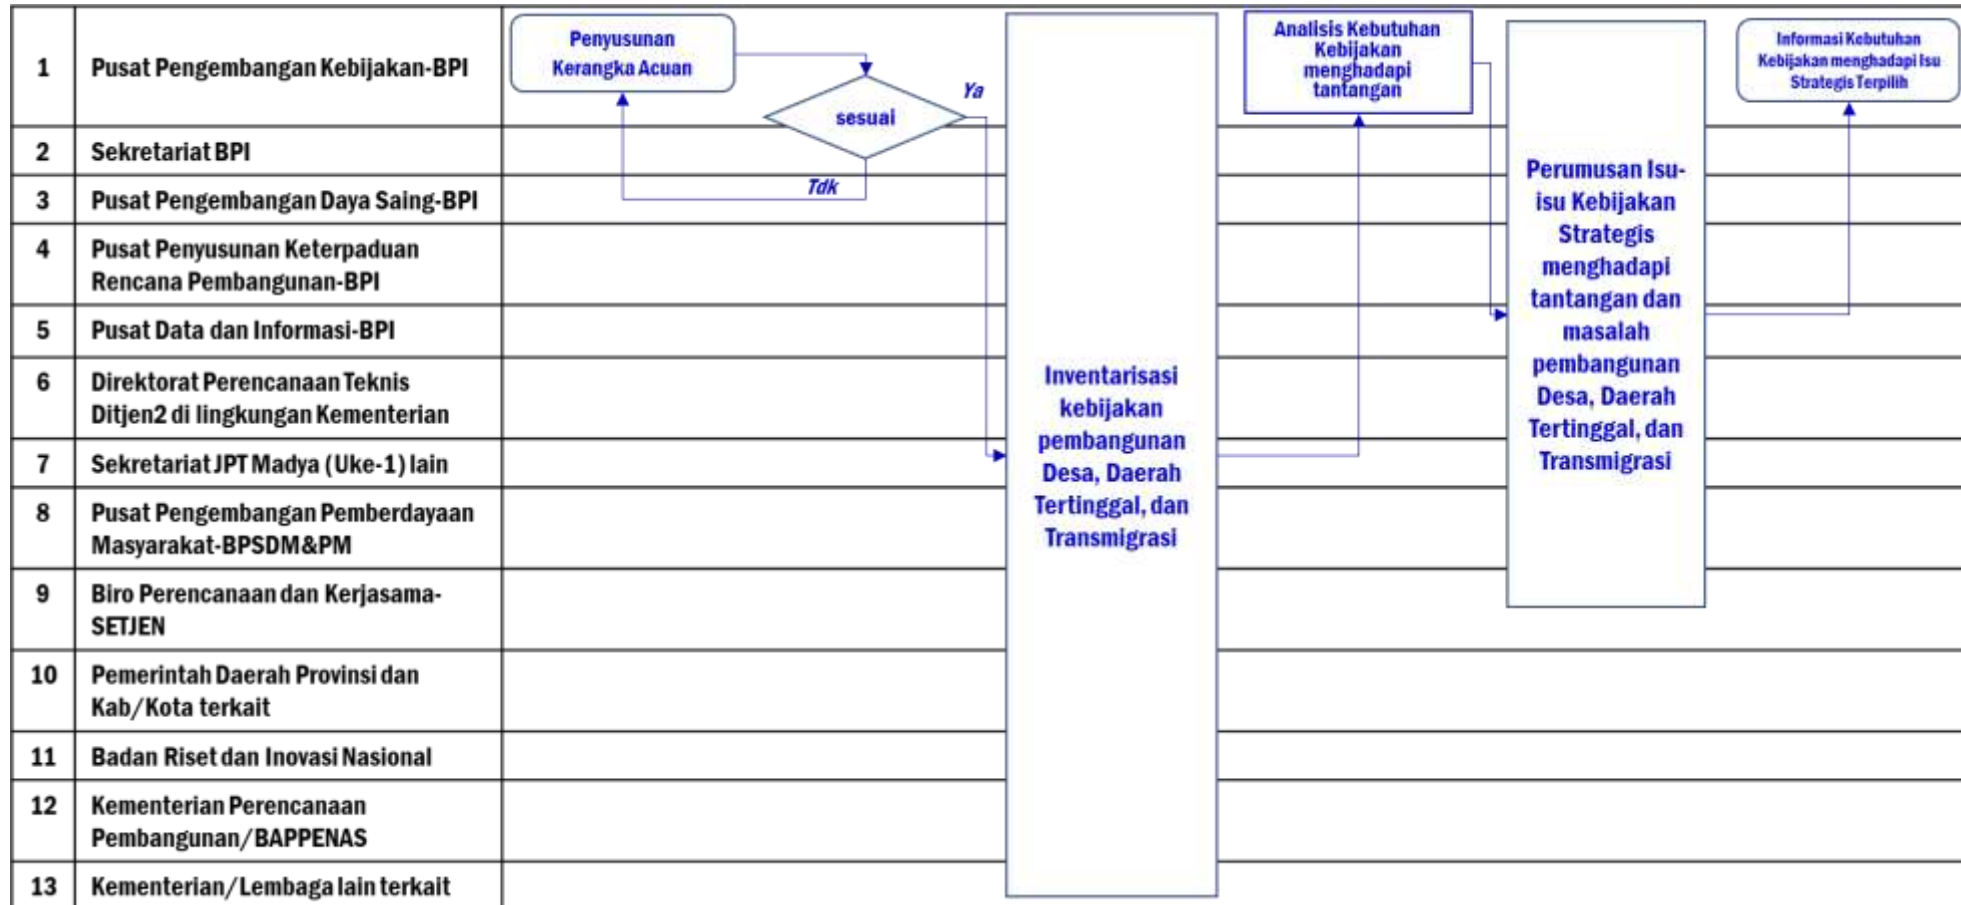 1
Pusat Pengembangan Kebijakan-BPI
2
Sekretariat BPI
3
Pusat Pengembangan Daya Saing-BPI
4
Pusat Penyusunan Keterpaduan
Rencana Pembangunan-BPI
5
Pusat Data dan Informasi-BPI
6
Direktorat Perencanaan Teknis
Ditjen2 di lingkungan Kementerian
7
Sekretariat JPT Madya (Uke-1) lain
8
Pusat Pengembangan Pemberdayaan
Masyarakat-BPSDM&PM
9
Biro Perencanaan dan Kerjasama-
SETJEN
10
Pemerintah Daerah Provinsi dan
Kab/Kota terkait
11
Badan Riset dan Inovasi Nasional
12
Kementerian Perencanaan
Pembangunan/BAPPENAS
13
Kementerian/Lembaga lain terkait
Penyusunan
Kerangka Acuan
sesuai
Ya
Tdk
Inventarisasi
kebijakan
pembangunan
Desa, Daerah
Tertinggal, dan
Transmigrasi
Analisis Kebutuhan
Kebijakan
menghadapi
tantangan
Perumusan Isu-
isu Kebijakan
Strategis
menghadapi
tantangan dan
masalah
pembangunan
Desa, Daerah
Tertinggal, dan
Transmigrasi
Informasi Kebutuhan
Kebijakan menghadapi Isu
Strategis Terpilih